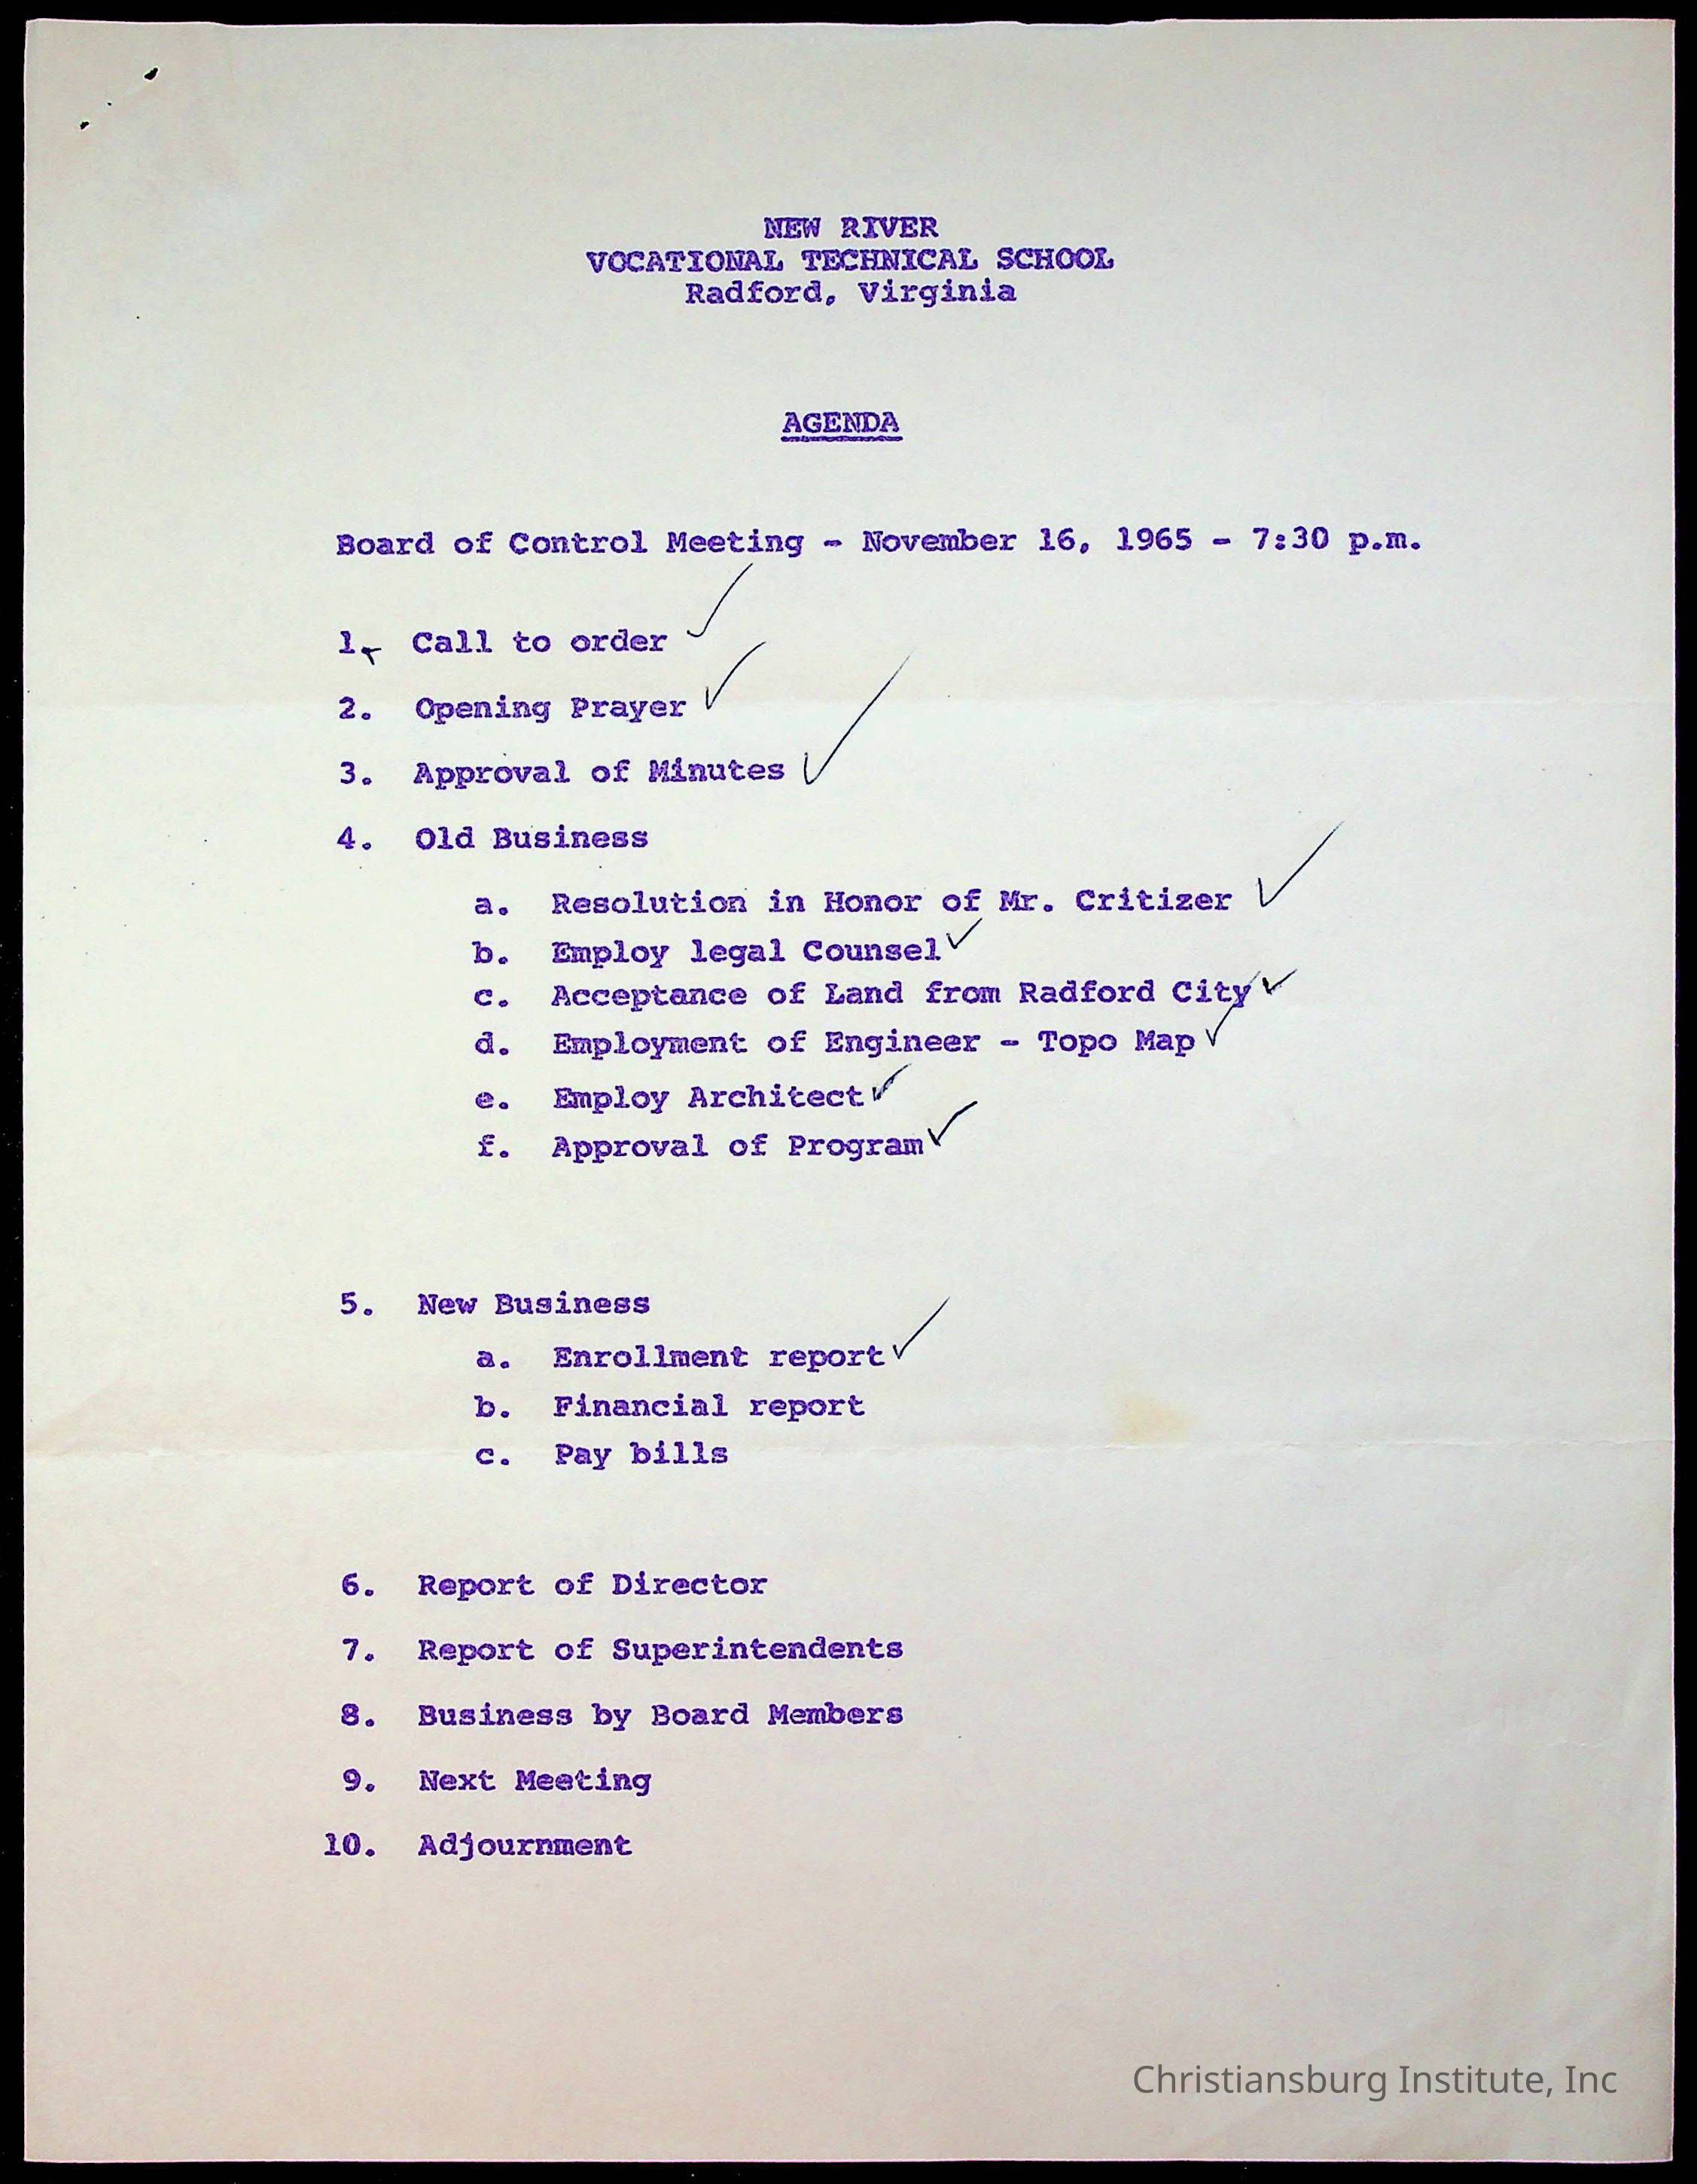 NEW RIVER
VOCATIONAL TECHNICAL SCHOOL
Radford, Virginia
AGENDA
Board of Control Meeting - November 16, 1965 - 7:30 p.m.
1. Call to order ✓
2. Opening Prayer ✓
3. Approval of Minutes ✓
4. Old Business
a. Resolution in Honor of Mr. Critizer ✓
b. Employ legal Counsel ✓
c. Acceptance of Land from Radford City ✓
d. Employment of Engineer - Topo Map ✓
e. Employ Architect ✓
f. Approval of Program ✓
5. New Business
a. Enrollment report ✓
b. Financial report
c. Pay bills
6. Report of Director
7. Report of Superintendents
8. Business by Board Members
9. Next Meeting
10. Adjournment
Christiansburg Institute, Inc